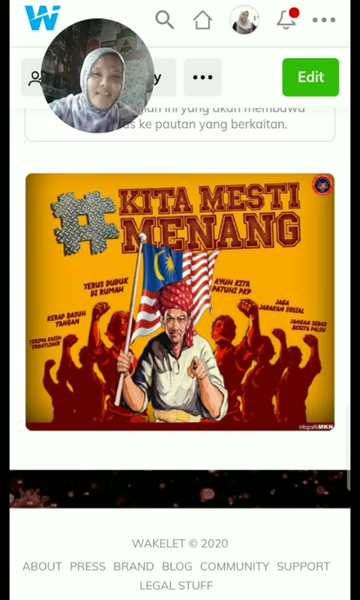 W
y
...
Edit
ini yang akan membawa
ke pautan yang berkaitan.
# KITA MESTI
MENANG
TERUS DUDUK
DI RUMAH
AYUH KITA
PATUHI PKP
KERAP BASUH
TANGAN
JAGA
JARAKAN SOSIAL
TERIMA KASIH
"FRONTLINER"
JANGAN SEBAR
BERITA PALSU
infografikMKN
WAKELET © 2020
ABOUT PRESS BRAND BLOG COMMUNITY SUPPORT
LEGAL STUFF